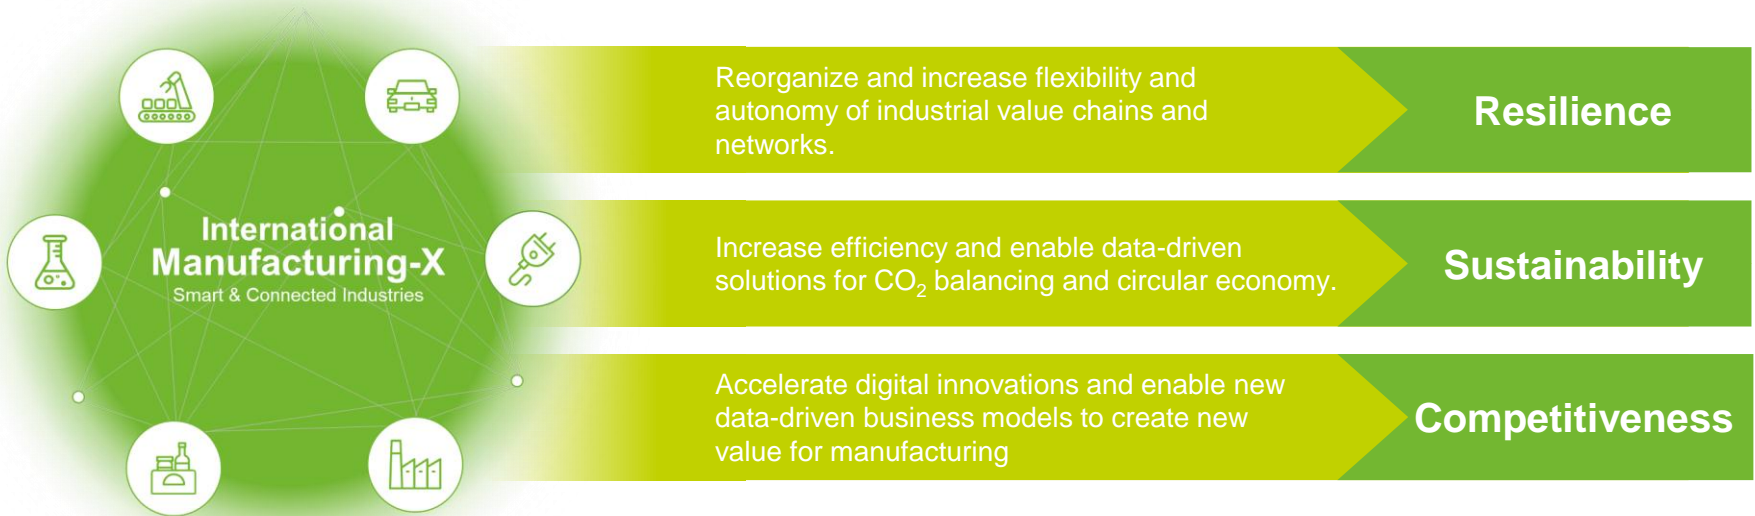 International
Manufacturing-X
Smart & Connected Industries
Reorganize and increase flexibility and
autonomy of industrial value chains and
networks.
Resilience
Increase efficiency and enable data-driven
solutions for CO₂ balancing and circular economy.
Sustainability
Accelerate digital innovations and enable new
data-driven business models to create new
value for manufacturing
Competitiveness